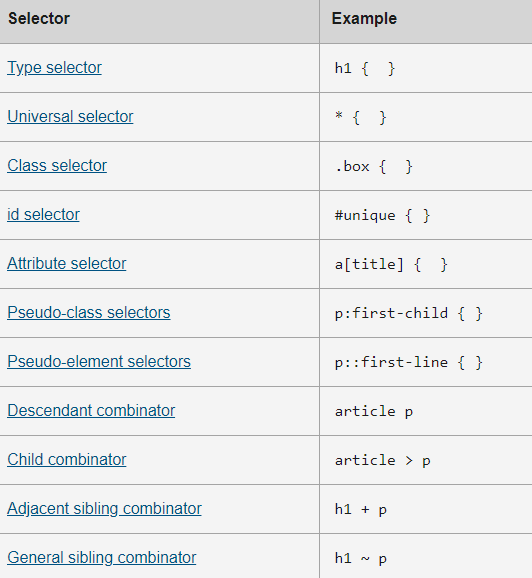 Selector Example
Type selector h1 {  }
Universal selector * {  }
Class selector .box {  }
id selector #unique { }
Attribute selector a[title] {  }
Pseudo-class selectors p:first-child { }
Pseudo-element selectors p::first-line { }
Descendant combinator article p
Child combinator article > p
Adjacent sibling combinator h1 + p
General sibling combinator h1 ~ p